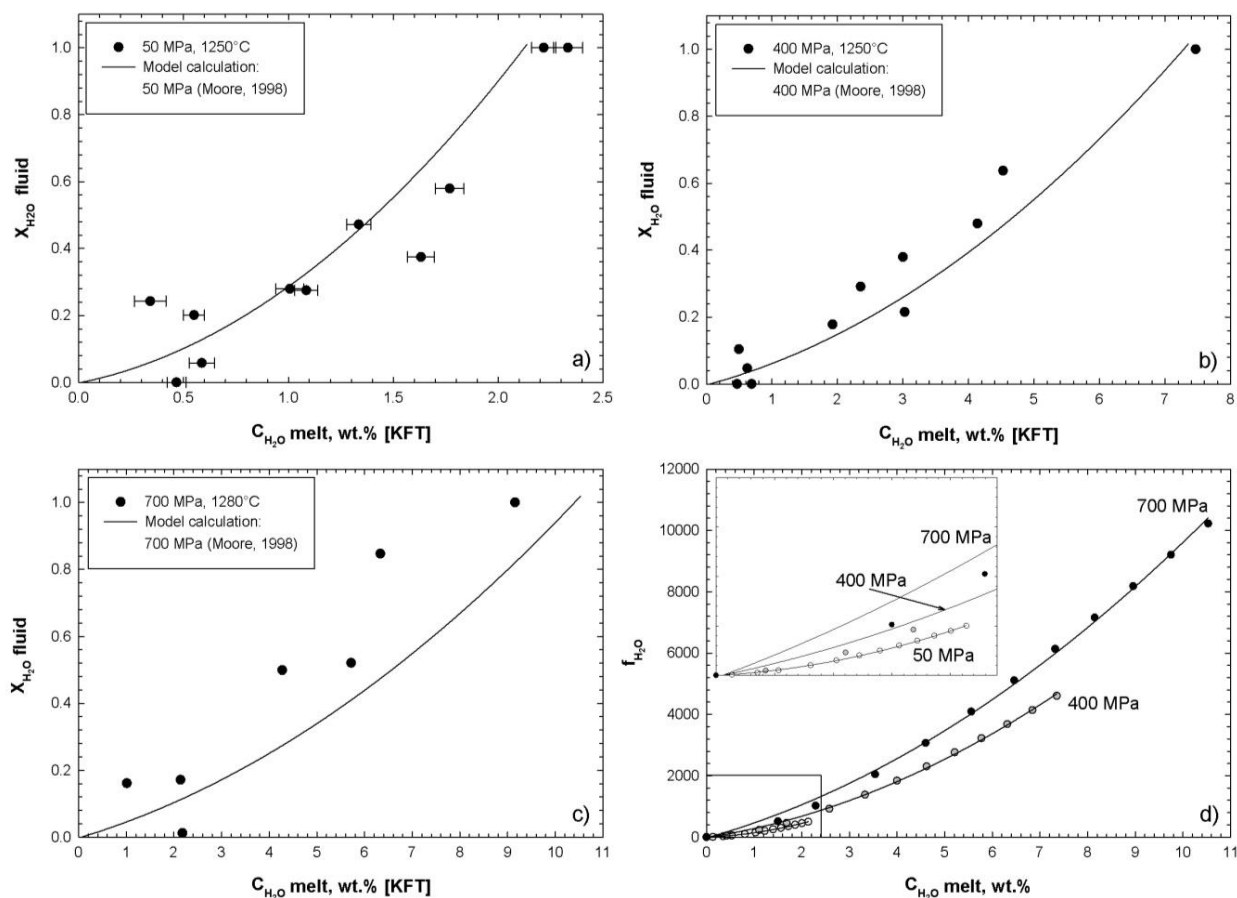 50 MPa, 1250°C
Model calculation:
50 MPa (Moore, 1998)
1.0
0.8
0.6
0.4
0.2
0.0
X_H2O fluid
a)
0.0 0.5 1.0 1.5 2.0 2.5
C_H₂O melt, wt.% [KFT]
400 MPa, 1250°C
Model calculation:
400 MPa (Moore, 1998)
1.0
0.8
0.6
0.4
0.2
0.0
X_H₂O fluid
b)
0 1 2 3 4 5 6 7 8
C_H₂O melt, wt.% [KFT]
700 MPa, 1280°C
Model calculation:
700 MPa (Moore, 1998)
1.0
0.8
0.6
0.4
0.2
0.0
X_H₂O fluid
c)
0 1 2 3 4 5 6 7 8 9 10 11
C_H₂O melt, wt.% [KFT]
12000
10000
8000
6000
4000
2000
0
f_H₂O
700 MPa
400 MPa
50 MPa
700 MPa
400 MPa
d)
0 1 2 3 4 5 6 7 8 9 10 11
C_H₂O melt, wt.%